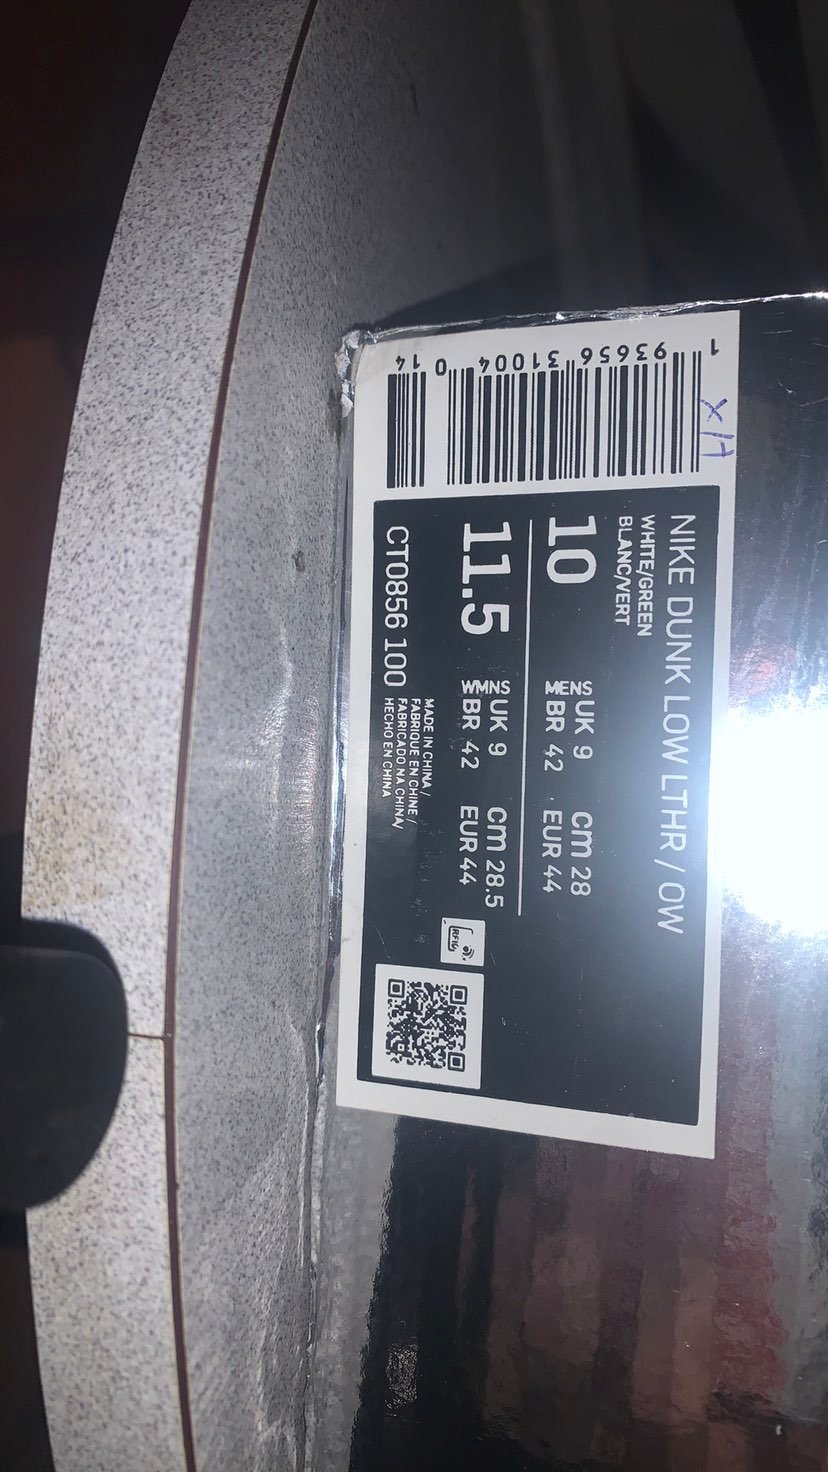 NIKE DUNK LOW LTHR / OW
WHITE/GREEN
BLANC/VERT
10 MENS UK 9 cm 28
BR 42 EUR 44
11.5 WMNS UK 9 cm 28.5
BR 42 EUR 44
CT0856 100
MADE IN CHINA/
FABRIQUE EN CHINE/
FABRICADO NA CHINA/
HECHO EN CHINA
RFID
1 93656 31004 0 14